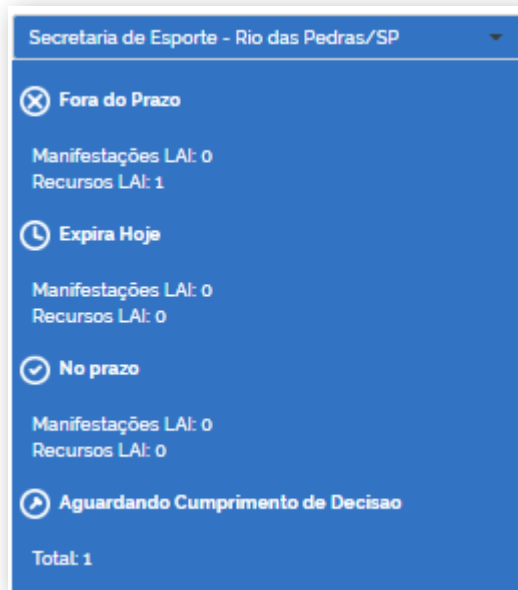 Secretaria de Esporte - Rio das Pedras/SP
Fora do Prazo
Manifestações LAI: 0
Recursos LAI: 1
Expira Hoje
Manifestações LAI: 0
Recursos LAI: 0
No prazo
Manifestações LAI: 0
Recursos LAI: 0
Aguardando Cumprimento de Decisao
Total: 1